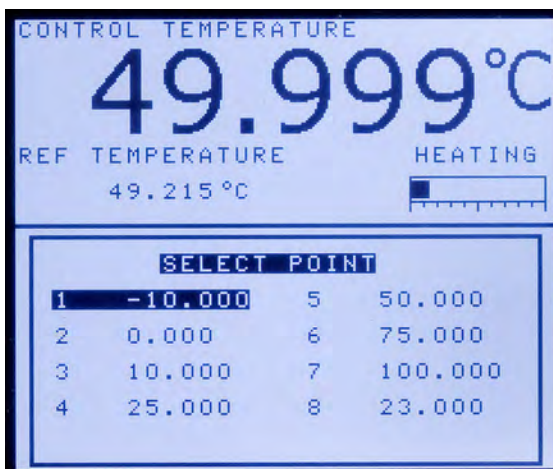 CONTROL TEMPERATURE
49.999°C
REF TEMPERATURE HEATING
49.215°C
SELECT POINT
1 -10.000 5 50.000
2 0.000 6 75.000
3 10.000 7 100.000
4 25.000 8 23.000